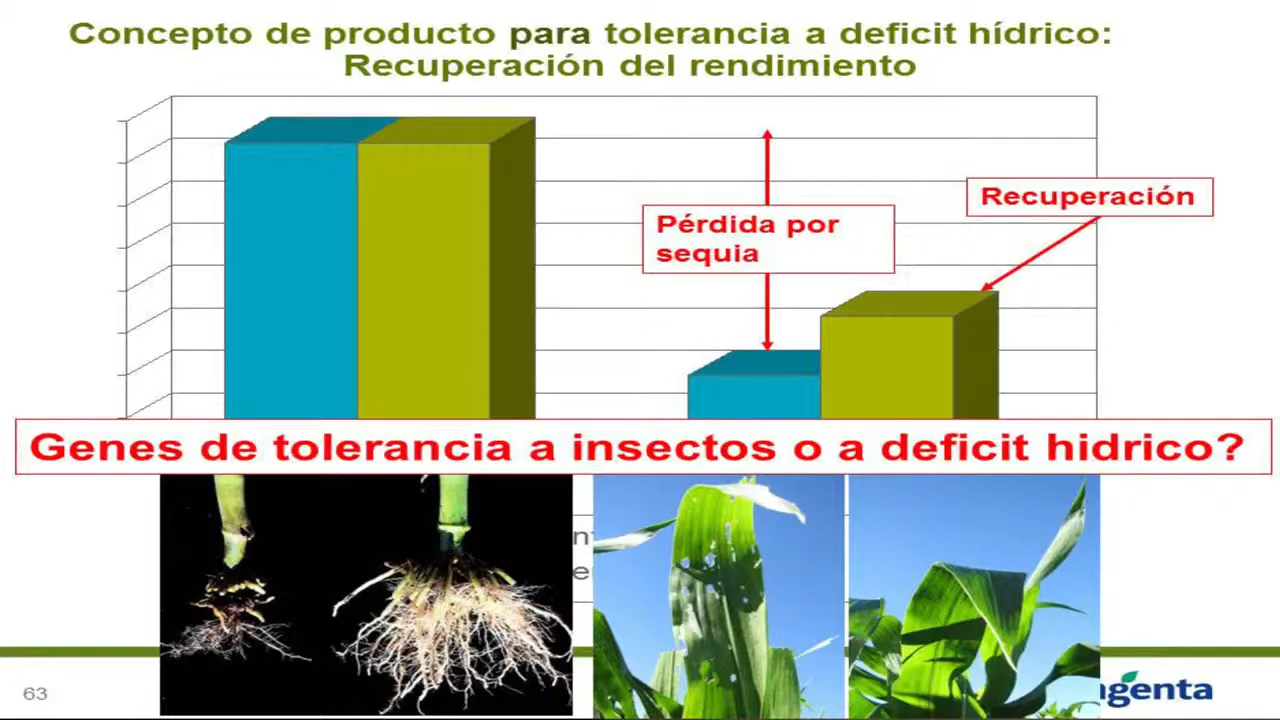 Concepto de producto para tolerancia a deficit hídrico:
Recuperación del rendimiento
Recuperación
Pérdida por
sequia
Genes de tolerancia a insectos o a deficit hidrico?
63